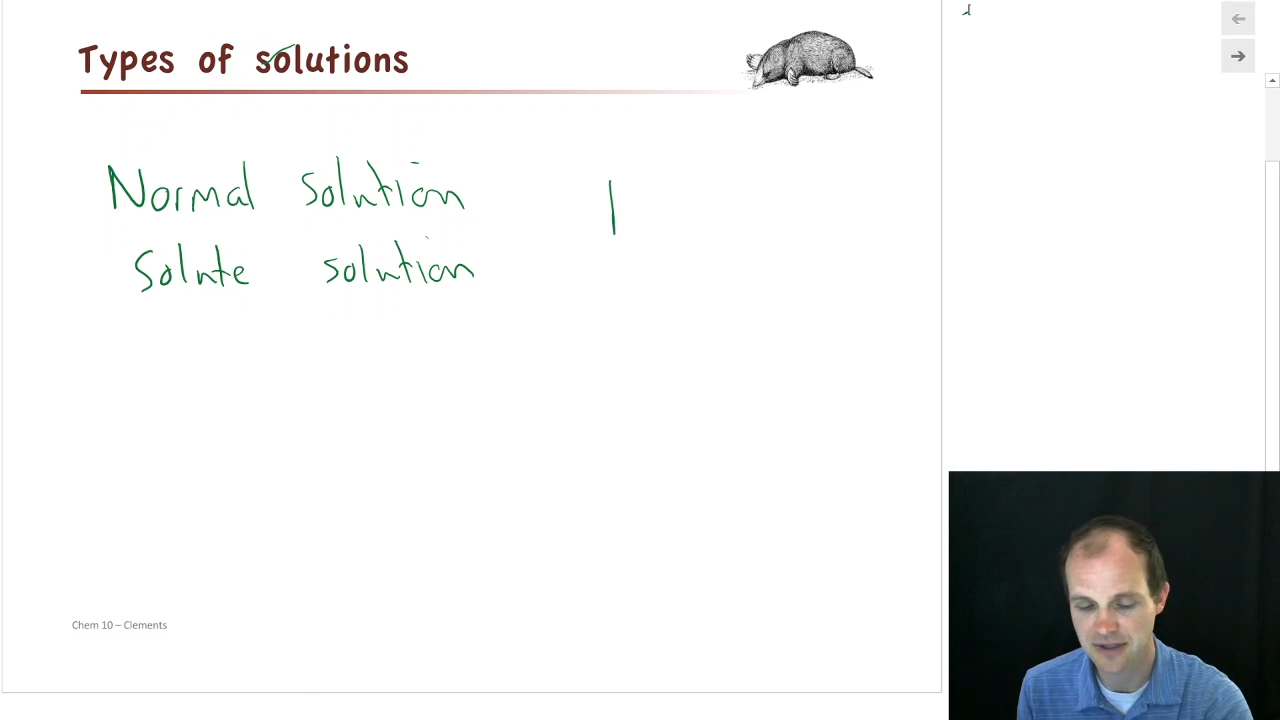 Types of solutions
Normal solution
Solute solution
Chem 10 – Clements